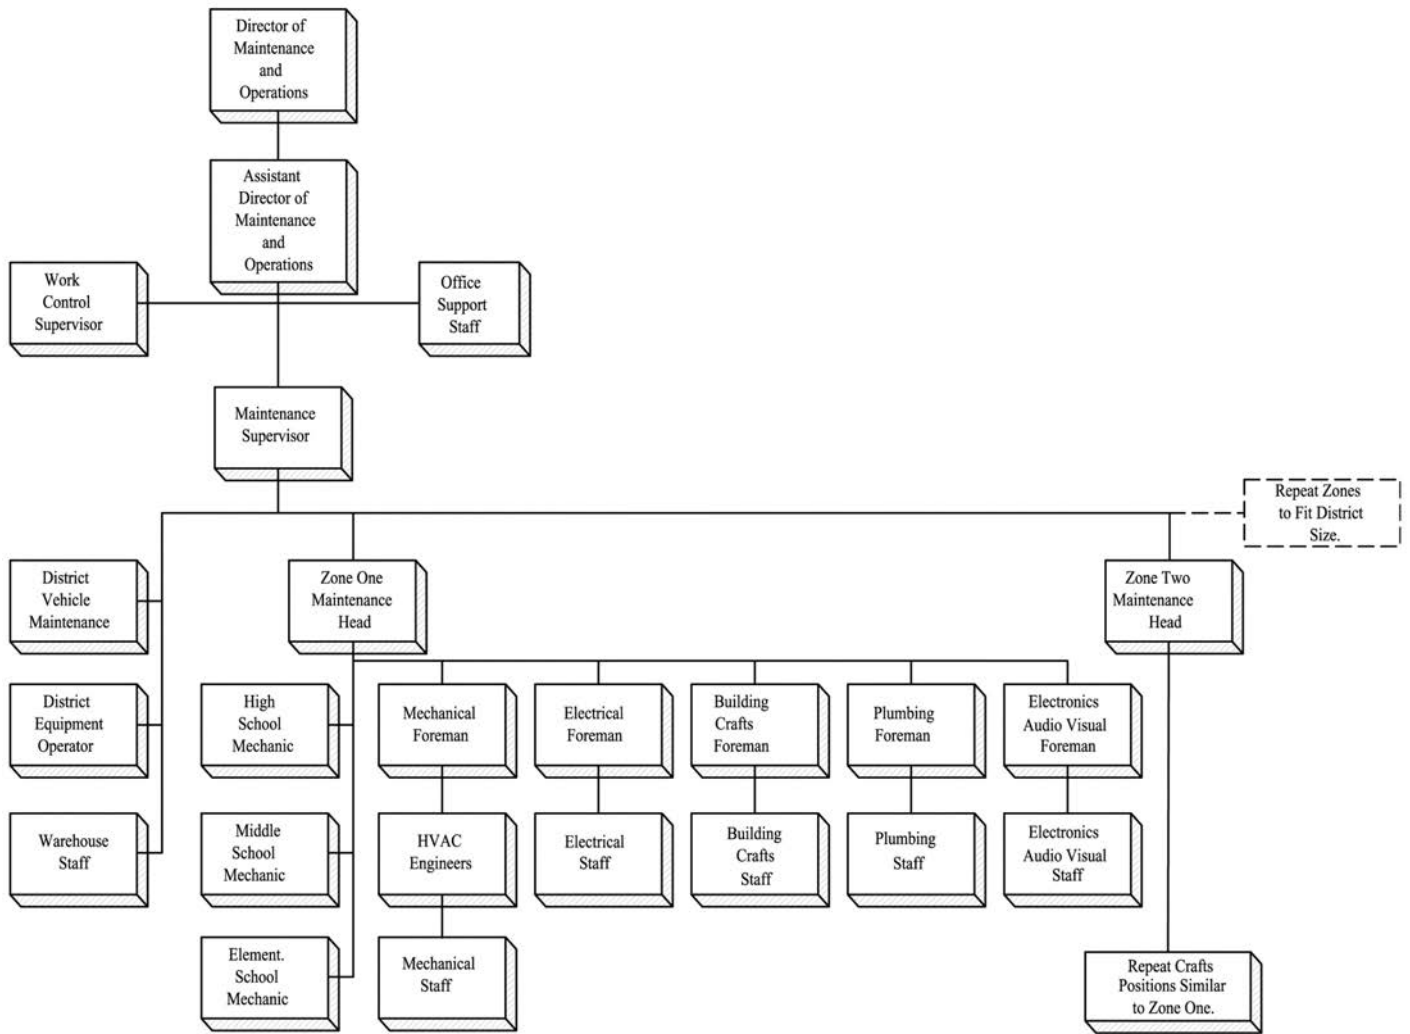 Director of
Maintenance
and
Operations
Assistant
Director of
Maintenance
and
Operations
Work
Control
Supervisor
Office
Support
Staff
Maintenance
Supervisor
Repeat Zones
to Fit District
Size.
District
Vehicle
Maintenance
Zone One
Maintenance
Head
Zone Two
Maintenance
Head
District
Equipment
Operator
High
School
Mechanic
Mechanical
Foreman
Electrical
Foreman
Building
Crafts
Foreman
Plumbing
Foreman
Electronics
Audio Visual
Foreman
Warehouse
Staff
Middle
School
Mechanic
HVAC
Engineers
Electrical
Staff
Building
Crafts
Staff
Plumbing
Staff
Electronics
Audio Visual
Staff
Element.
School
Mechanic
Mechanical
Staff
Repeat Crafts
Positions Similar
to Zone One.